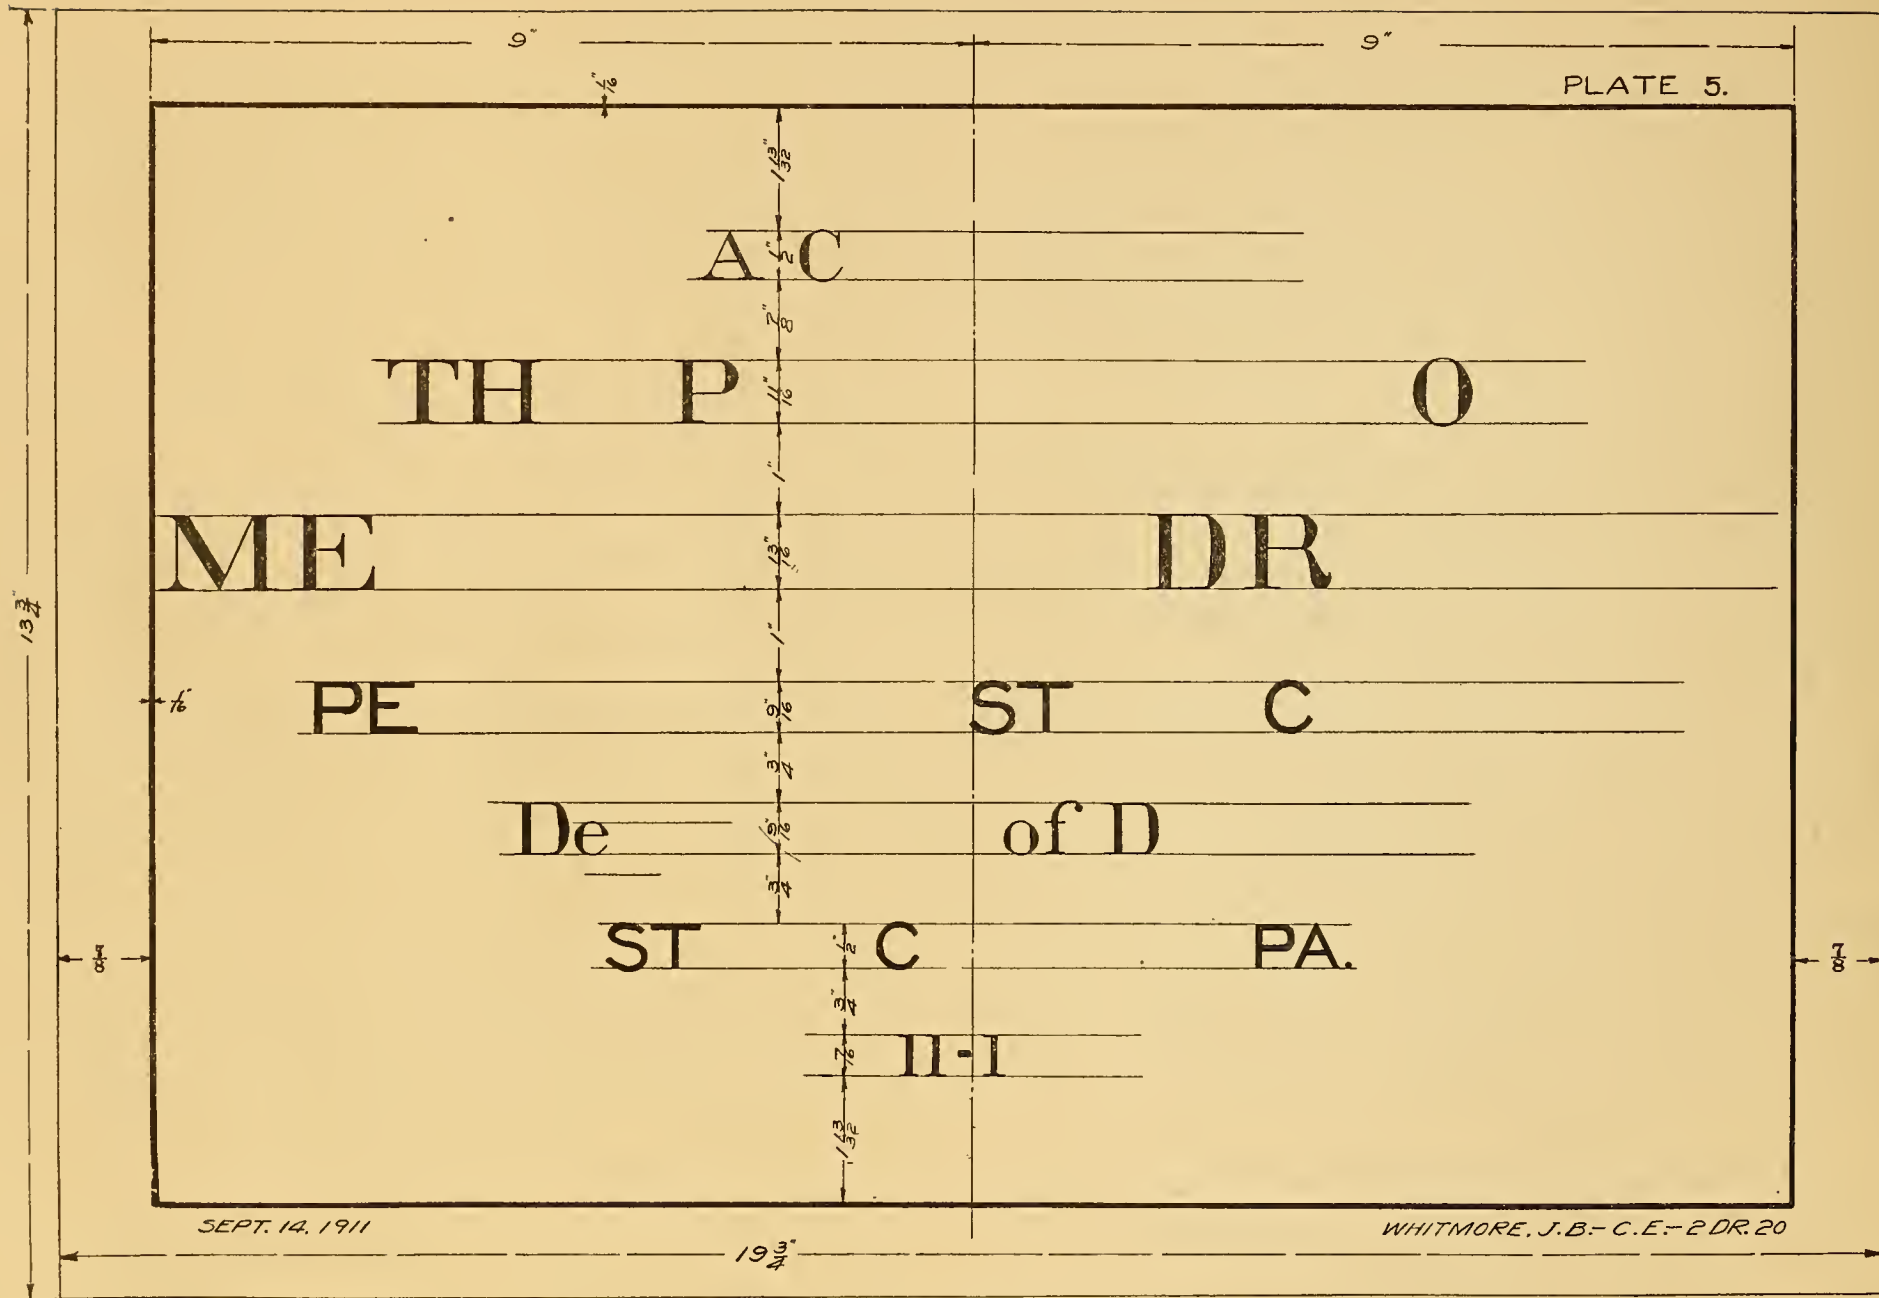 9" 9"
PLATE 5.
1/16"
1 13/32"
A C
1/2"
7/8"
TH P O
11/16"
1"
ME DR
13/16"
13 3/4"
1"
PE ST C
1/16"
9/16"
3/4"
De of D
9/16"
3/4"
ST C PA.
1/2"
7/8 7/8
3/4"
II-I
7/16
1 13/32
SEPT. 14. 1911
WHITMORE. J.B.-C.E.-2 DR. 20
19 3/4"